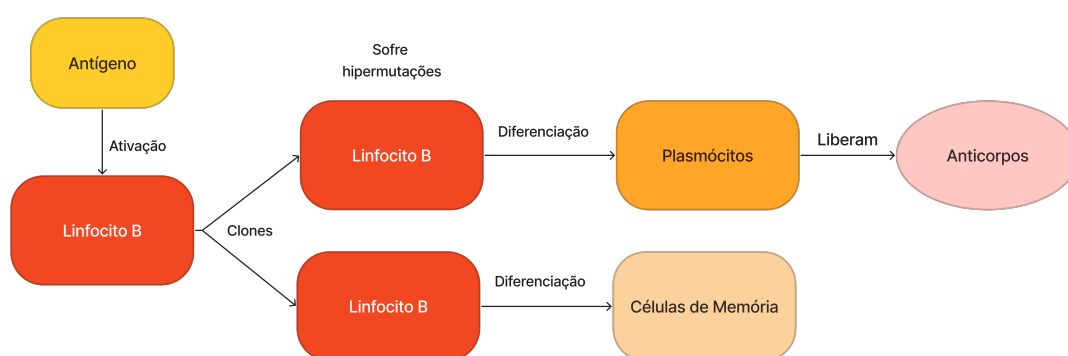 Antígeno
Ativação
Linfocito B
Clones
Sofre
hipermutações
Linfocito B
Diferenciação
Plasmócitos
Liberam
Anticorpos
Linfocito B
Diferenciação
Células de Memória